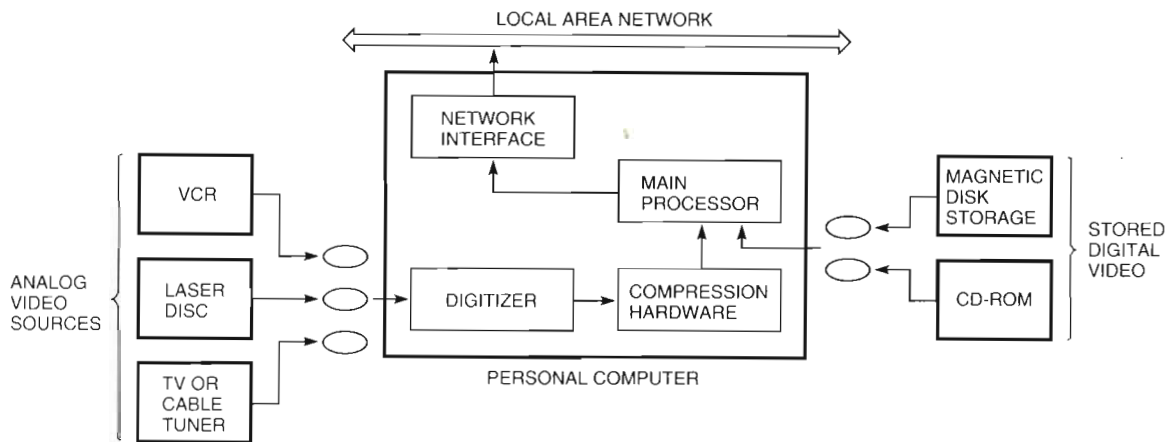 LOCAL AREA NETWORK
NETWORK
INTERFACE
MAIN
PROCESSOR
DIGITIZER
COMPRESSION
HARDWARE
PERSONAL COMPUTER
ANALOG
VIDEO
SOURCES
VCR
LASER
DISC
TV OR
CABLE
TUNER
MAGNETIC
DISK
STORAGE
CD-ROM
STORED
DIGITAL
VIDEO